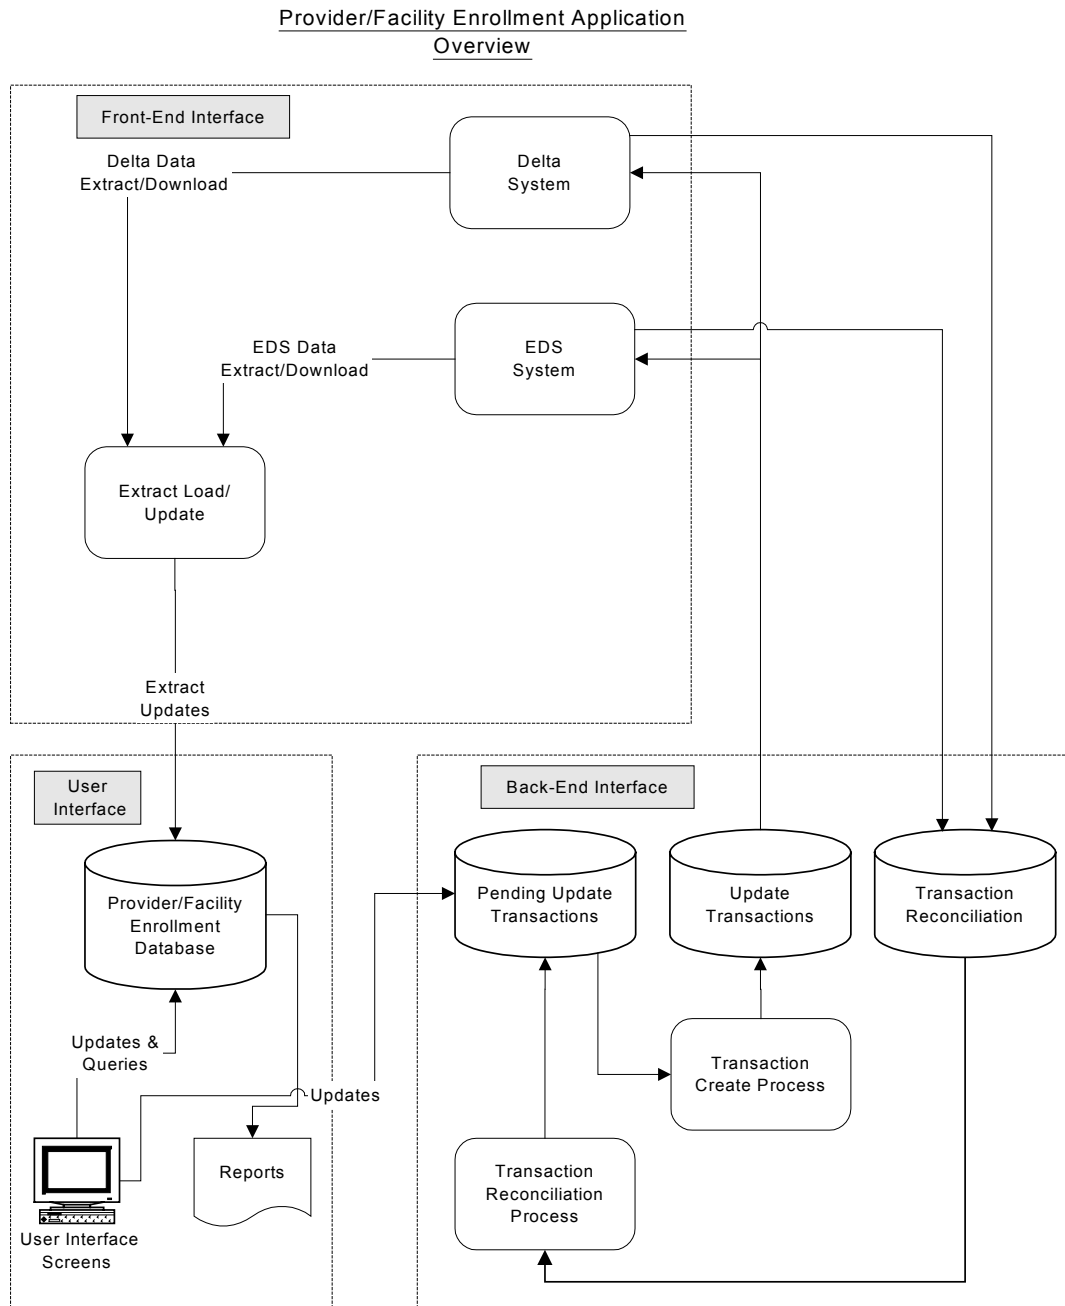 Provider/Facility Enrollment Application
Overview
Front-End Interface
Delta Data
Extract/Download
Delta
System
EDS Data
Extract/Download
EDS
System
Extract Load/
Update
Extract
Updates
User
Interface
Back-End Interface
Provider/Facility
Enrollment
Database
Pending Update
Transactions
Update
Transactions
Transaction
Reconciliation
Updates &
Queries
Transaction
Create Process
Updates
Reports
Transaction
Reconciliation
Process
User Interface
Screens